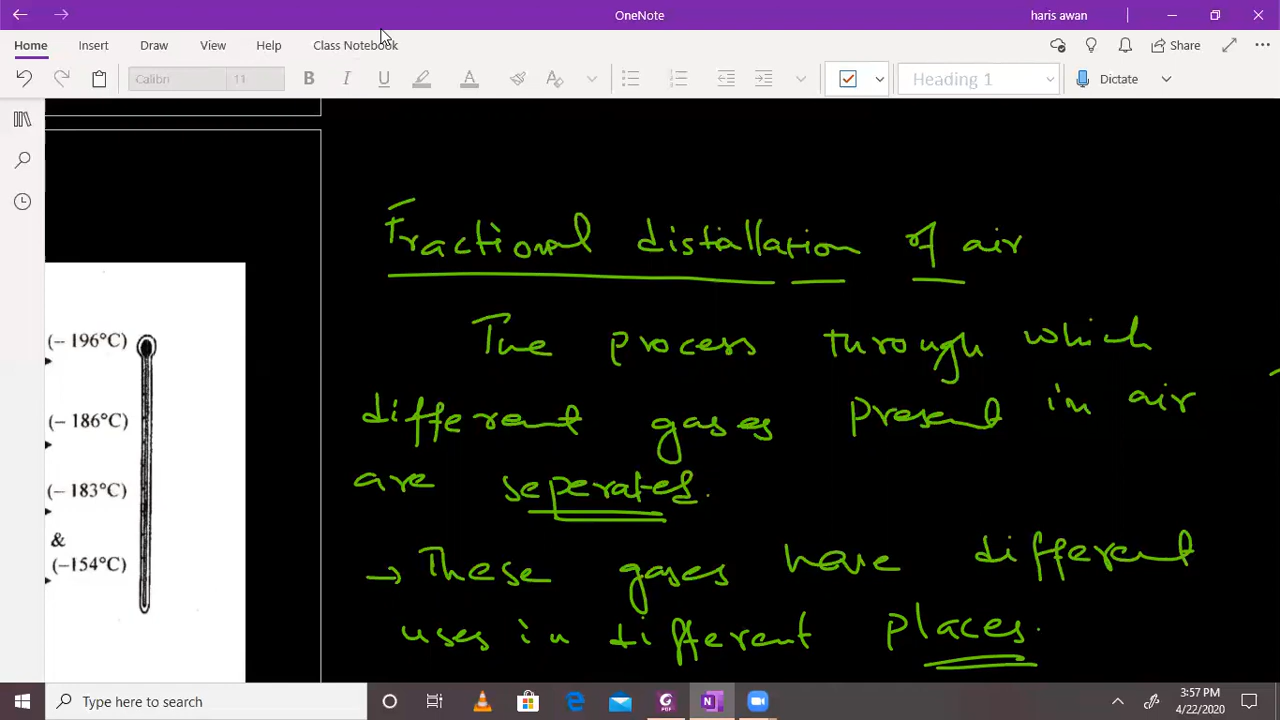 OneNote
haris awan
Home Insert Draw View Help Class Notebook
Share
Calibri 11 B I U A Heading 1 Dictate
Fractional distallation of air
The process through which
different gases present in air
are seperates.
→ These gases have different
uses in different places.
(– 196°C)
(– 186°C)
(– 183°C)
&
(–154°C)
Type here to search
3:57 PM
4/22/2020